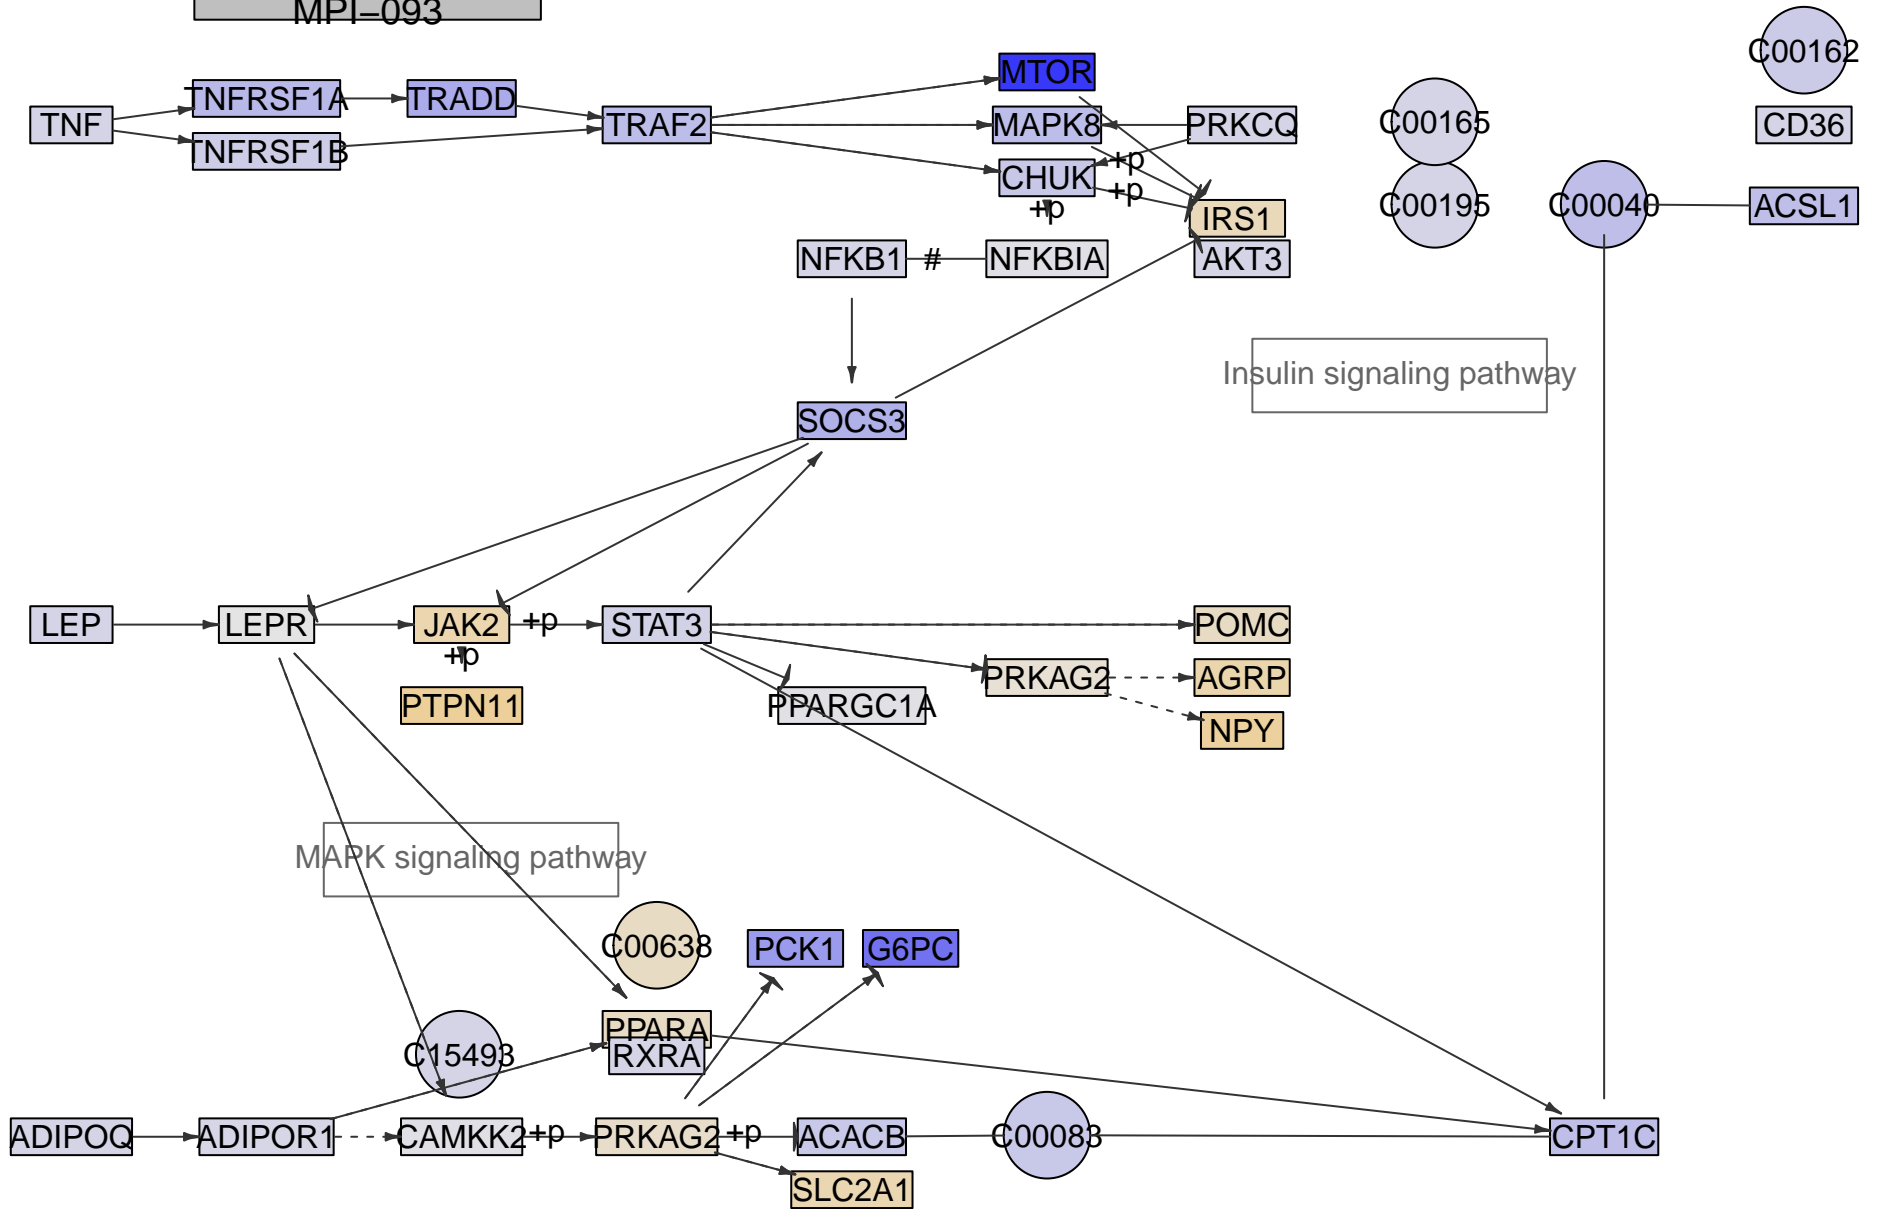 MPI−093
C00162
MTOR
TNFRSF1A
TRADD
TNF
TRAF2
MAPK8
PRKCQ
C00165
CD36
TNFRSF1B
+p
CHUK
+p
+p
IRS1
C00195
C00040
ACSL1
NFKB1
#
NFKBIA
AKT3
Insulin signaling pathway
SOCS3
LEP
LEPR
JAK2
+p
STAT3
POMC
+p
PRKAG2
AGRP
PTPN11
PPARGC1A
NPY
MAPK signaling pathway
C00638
PCK1
G6PC
PPARA
RXRA
C15493
ADIPOQ
ADIPOR1
CAMKK2
+p
PRKAG2
+p
ACACB
C00083
CPT1C
SLC2A1